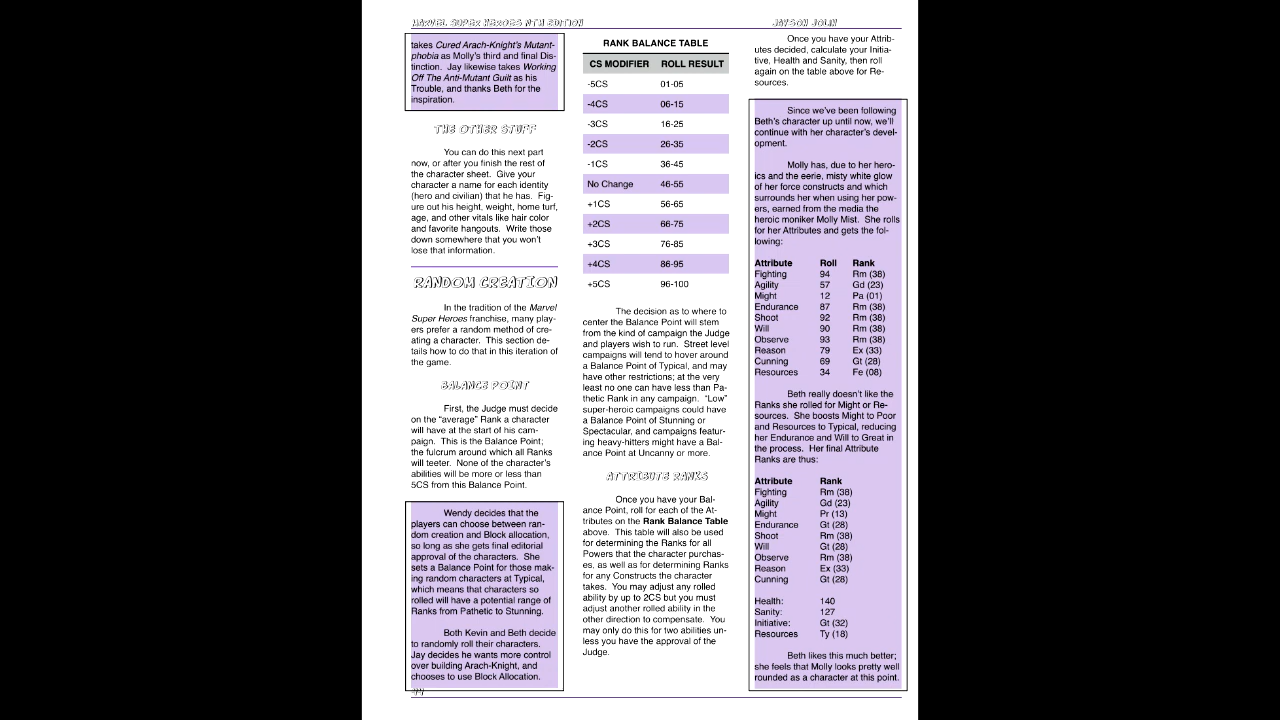 MARVEL SUPER HEROES NTH EDITION
JAYSON JOLIN
takes Cured Arach-Knight's Mutant-
phobia as Molly's third and final Dis-
tinction.  Jay likewise takes Working
Off The Anti-Mutant Guilt as his
Trouble, and thanks Beth for the
inspiration.
THE OTHER STUFF
You can do this next part
now, or after you finish the rest of
the character sheet.  Give your
character a name for each identity
(hero and civilian) that he has.  Fig-
ure out his height, weight, home turf,
age, and other vitals like hair color
and favorite hangouts.  Write those
down somewhere that you won't
lose that information.
RANDOM CREATION
In the tradition of the Marvel
Super Heroes franchise, many play-
ers prefer a random method of cre-
ating a character.  This section de-
tails how to do that in this iteration of
the game.
BALANCE POINT
First, the Judge must decide
on the “average” Rank a character
will have at the start of his cam-
paign.  This is the Balance Point;
the fulcrum around which all Ranks
will teeter.  None of the character's
abilities will be more or less than
5CS from this Balance Point.
Wendy decides that the
players can choose between ran-
dom creation and Block allocation,
so long as she gets final editorial
approval of the characters.  She
sets a Balance Point for those mak-
ing random characters at Typical,
which means that characters so
rolled will have a potential range of
Ranks from Pathetic to Stunning.
Both Kevin and Beth decide
to randomly roll their characters.
Jay decides he wants more control
over building Arach-Knight, and
chooses to use Block Allocation.
RANK BALANCE TABLE
CS MODIFIER ROLL RESULT
-5CS 01-05
-4CS 06-15
-3CS 16-25
-2CS 26-35
-1CS 36-45
No Change 46-55
+1CS 56-65
+2CS 66-75
+3CS 76-85
+4CS 86-95
+5CS 96-100
The decision as to where to
center the Balance Point will stem
from the kind of campaign the Judge
and players wish to run.  Street level
campaigns will tend to hover around
a Balance Point of Typical, and may
have other restrictions; at the very
least no one can have less than Pa-
thetic Rank in any campaign.  “Low”
super-heroic campaigns could have
a Balance Point of Stunning or
Spectacular, and campaigns featur-
ing heavy-hitters might have a Bal-
ance Point at Uncanny or more.
ATTRIBUTE RANKS
Once you have your Bal-
ance Point, roll for each of the At-
tributes on the Rank Balance Table
above.  This table will also be used
for determining the Ranks for all
Powers that the character purchas-
es, as well as for determining Ranks
for any Constructs the character
takes.  You may adjust any rolled
ability by up to 2CS but you must
adjust another rolled ability in the
other direction to compensate.  You
may only do this for two abilities un-
less you have the approval of the
Judge.
Once you have your Attrib-
utes decided, calculate your Initia-
tive, Health and Sanity, then roll
again on the table above for Re-
sources.
Since we've been following
Beth's character up until now, we'll
continue with her character's devel-
opment.
Molly has, due to her hero-
ics and the eerie, misty white glow
of her force constructs and which
surrounds her when using her pow-
ers, earned from the media the
heroic moniker Molly Mist.  She rolls
for her Attributes and gets the fol-
lowing:
Attribute Roll Rank
Fighting 94 Rm (38)
Agility 57 Gd (23)
Might 12 Pa (01)
Endurance 87 Rm (38)
Shoot 92 Rm (38)
Will 90 Rm (38)
Observe 93 Rm (38)
Reason 79 Ex (33)
Cunning 69 Gt (28)
Resources 34 Fe (08)
Beth really doesn't like the
Ranks she rolled for Might or Re-
sources.  She boosts Might to Poor
and Resources to Typical, reducing
her Endurance and Will to Great in
the process.  Her final Attribute
Ranks are thus:
Attribute Rank
Fighting Rm (38)
Agility Gd (23)
Might Pr (13)
Endurance Gt (28)
Shoot Rm (38)
Will Gt (28)
Observe Rm (38)
Reason Ex (33)
Cunning Gt (28)
Health: 140
Sanity: 127
Initiative: Gt (32)
Resources Ty (18)
Beth likes this much better;
she feels that Molly looks pretty well
rounded as a character at this point.